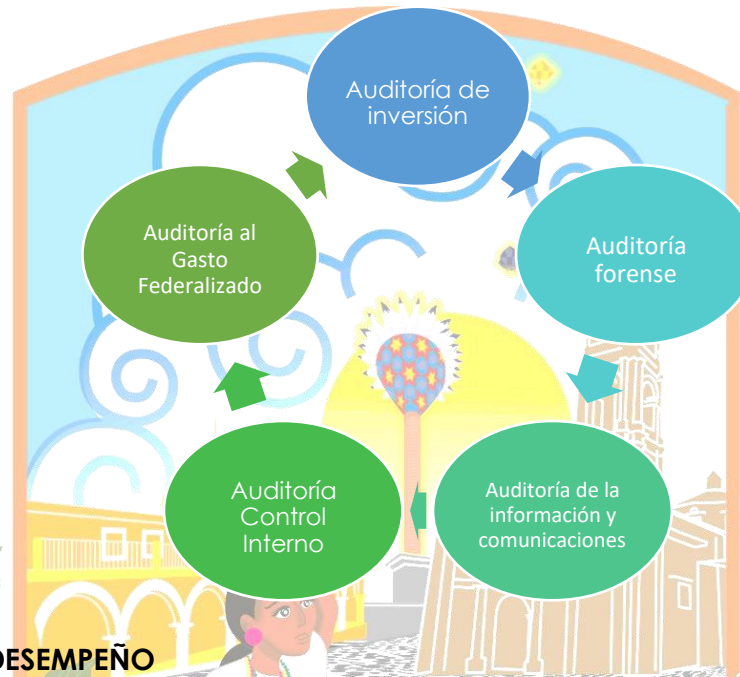 Auditoría de
inversión
Auditoría
forense
Auditoría de la
información y
comunicaciones
Auditoría
Control
Interno
Auditoría al
Gasto
Federalizado
DESEMPEÑO